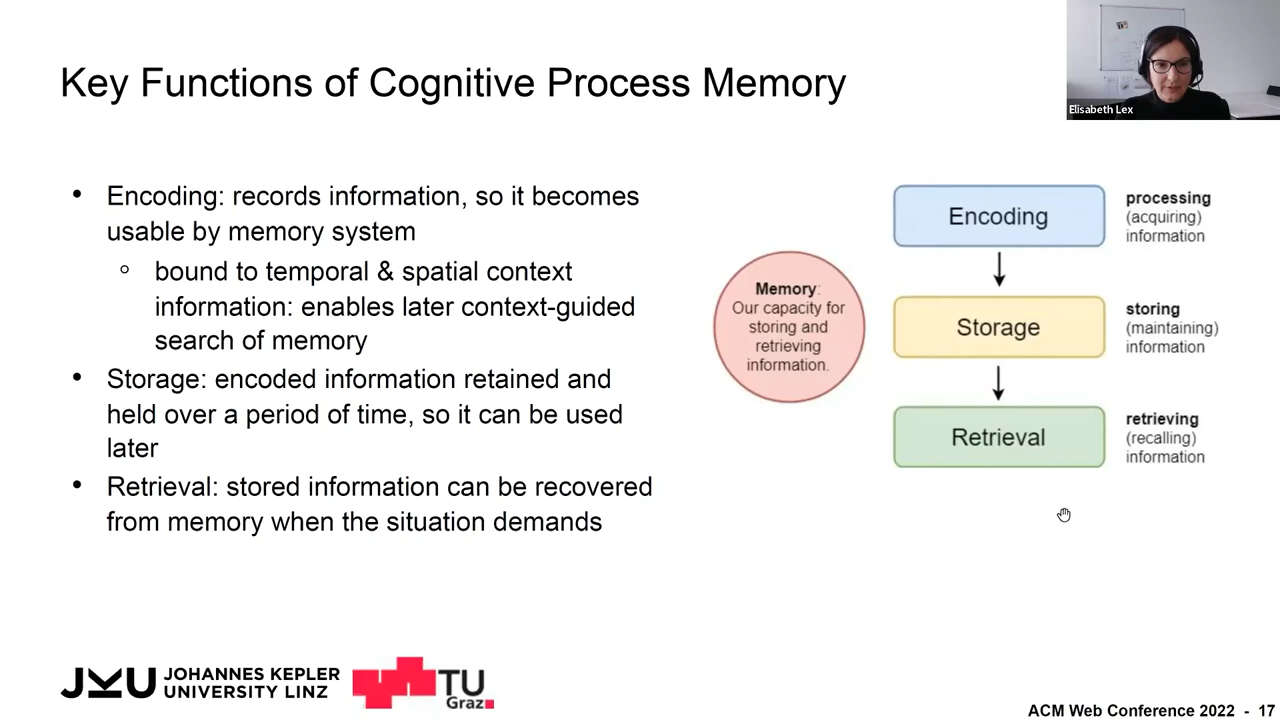 Key Functions of Cognitive Process Memory
Elisabeth Lex
• Encoding: records information, so it becomes
usable by memory system
○ bound to temporal & spatial context
information: enables later context-guided
search of memory
• Storage: encoded information retained and
held over a period of time, so it can be used
later
• Retrieval: stored information can be recovered
from memory when the situation demands
Memory:
Our capacity for
storing and
retrieving
information.
Encoding
processing
(acquiring)
information
Storage
storing
(maintaining)
information
Retrieval
retrieving
(recalling)
information
JKU JOHANNES KEPLER
UNIVERSITY LINZ
TU
Graz
ACM Web Conference 2022 - 17